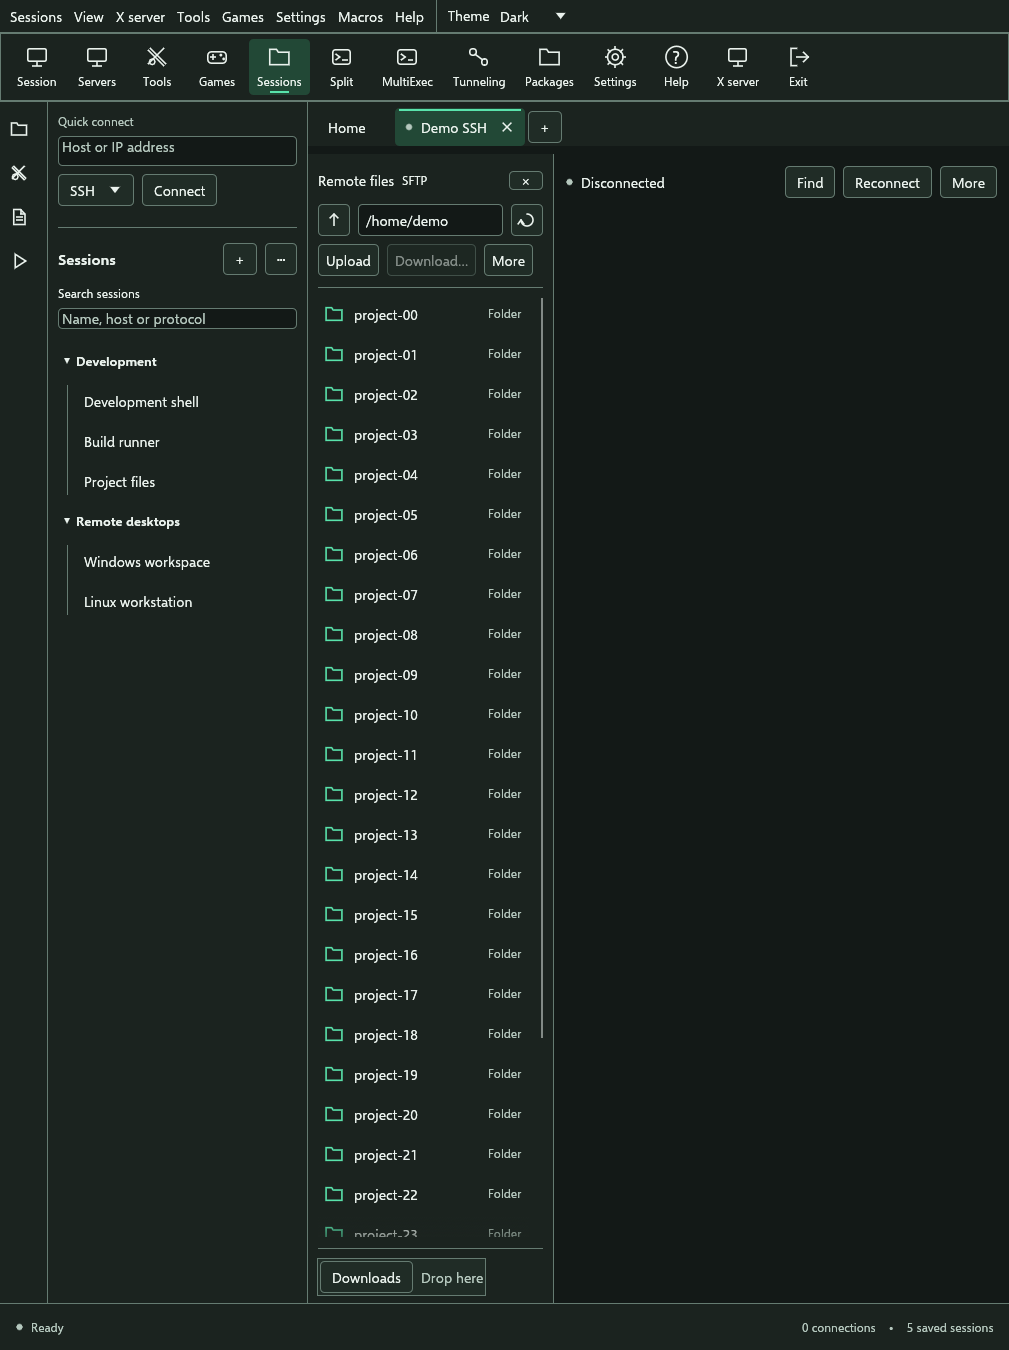 Sessions View X server Tools Games Settings Macros Help Theme Dark
Session Servers Tools Games Sessions Split MultiExec Tunneling Packages Settings Help X server Exit
Quick connect
Host or IP address
SSH Connect
Sessions + ...
Search sessions
Name, host or protocol
Development
Development shell
Build runner
Project files
Remote desktops
Windows workspace
Linux workstation
Home Demo SSH ✕ +
Remote files SFTP ×
/home/demo
Upload Download... More
project-00 Folder
project-01 Folder
project-02 Folder
project-03 Folder
project-04 Folder
project-05 Folder
project-06 Folder
project-07 Folder
project-08 Folder
project-09 Folder
project-10 Folder
project-11 Folder
project-12 Folder
project-13 Folder
project-14 Folder
project-15 Folder
project-16 Folder
project-17 Folder
project-18 Folder
project-19 Folder
project-20 Folder
project-21 Folder
project-22 Folder
project-23 Folder
Downloads Drop here
Disconnected Find Reconnect More
Ready 0 connections • 5 saved sessions